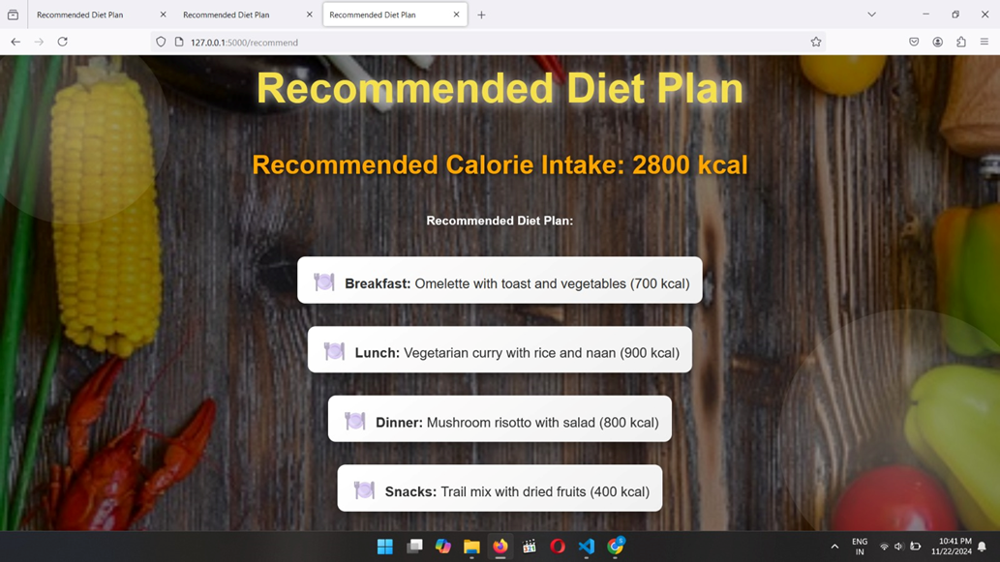 Recommended Diet Plan
Recommended Diet Plan
Recommended Diet Plan
127.0.0.1:5000/recommend
Recommended Diet Plan
Recommended Calorie Intake: 2800 kcal
Recommended Diet Plan:
Breakfast: Omelette with toast and vegetables (700 kcal)
Lunch: Vegetarian curry with rice and naan (900 kcal)
Dinner: Mushroom risotto with salad (800 kcal)
Snacks: Trail mix with dried fruits (400 kcal)
ENG
IN
10:41 PM
11/22/2024